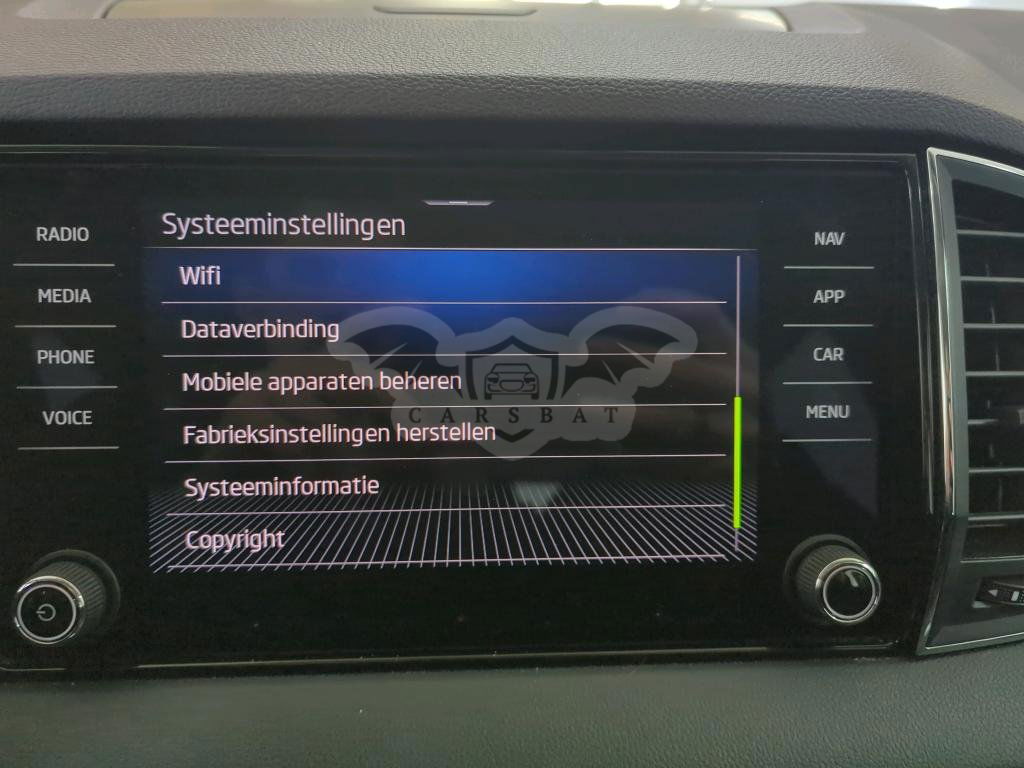 Systeeminstellingen
RADIO
MEDIA
PHONE
VOICE
Wifi
Dataverbinding
Mobiele apparaten beheren
Fabrieksinstellingen herstellen
Systeeminformatie
Copyright
NAV
APP
CAR
MENU
CARSBAT